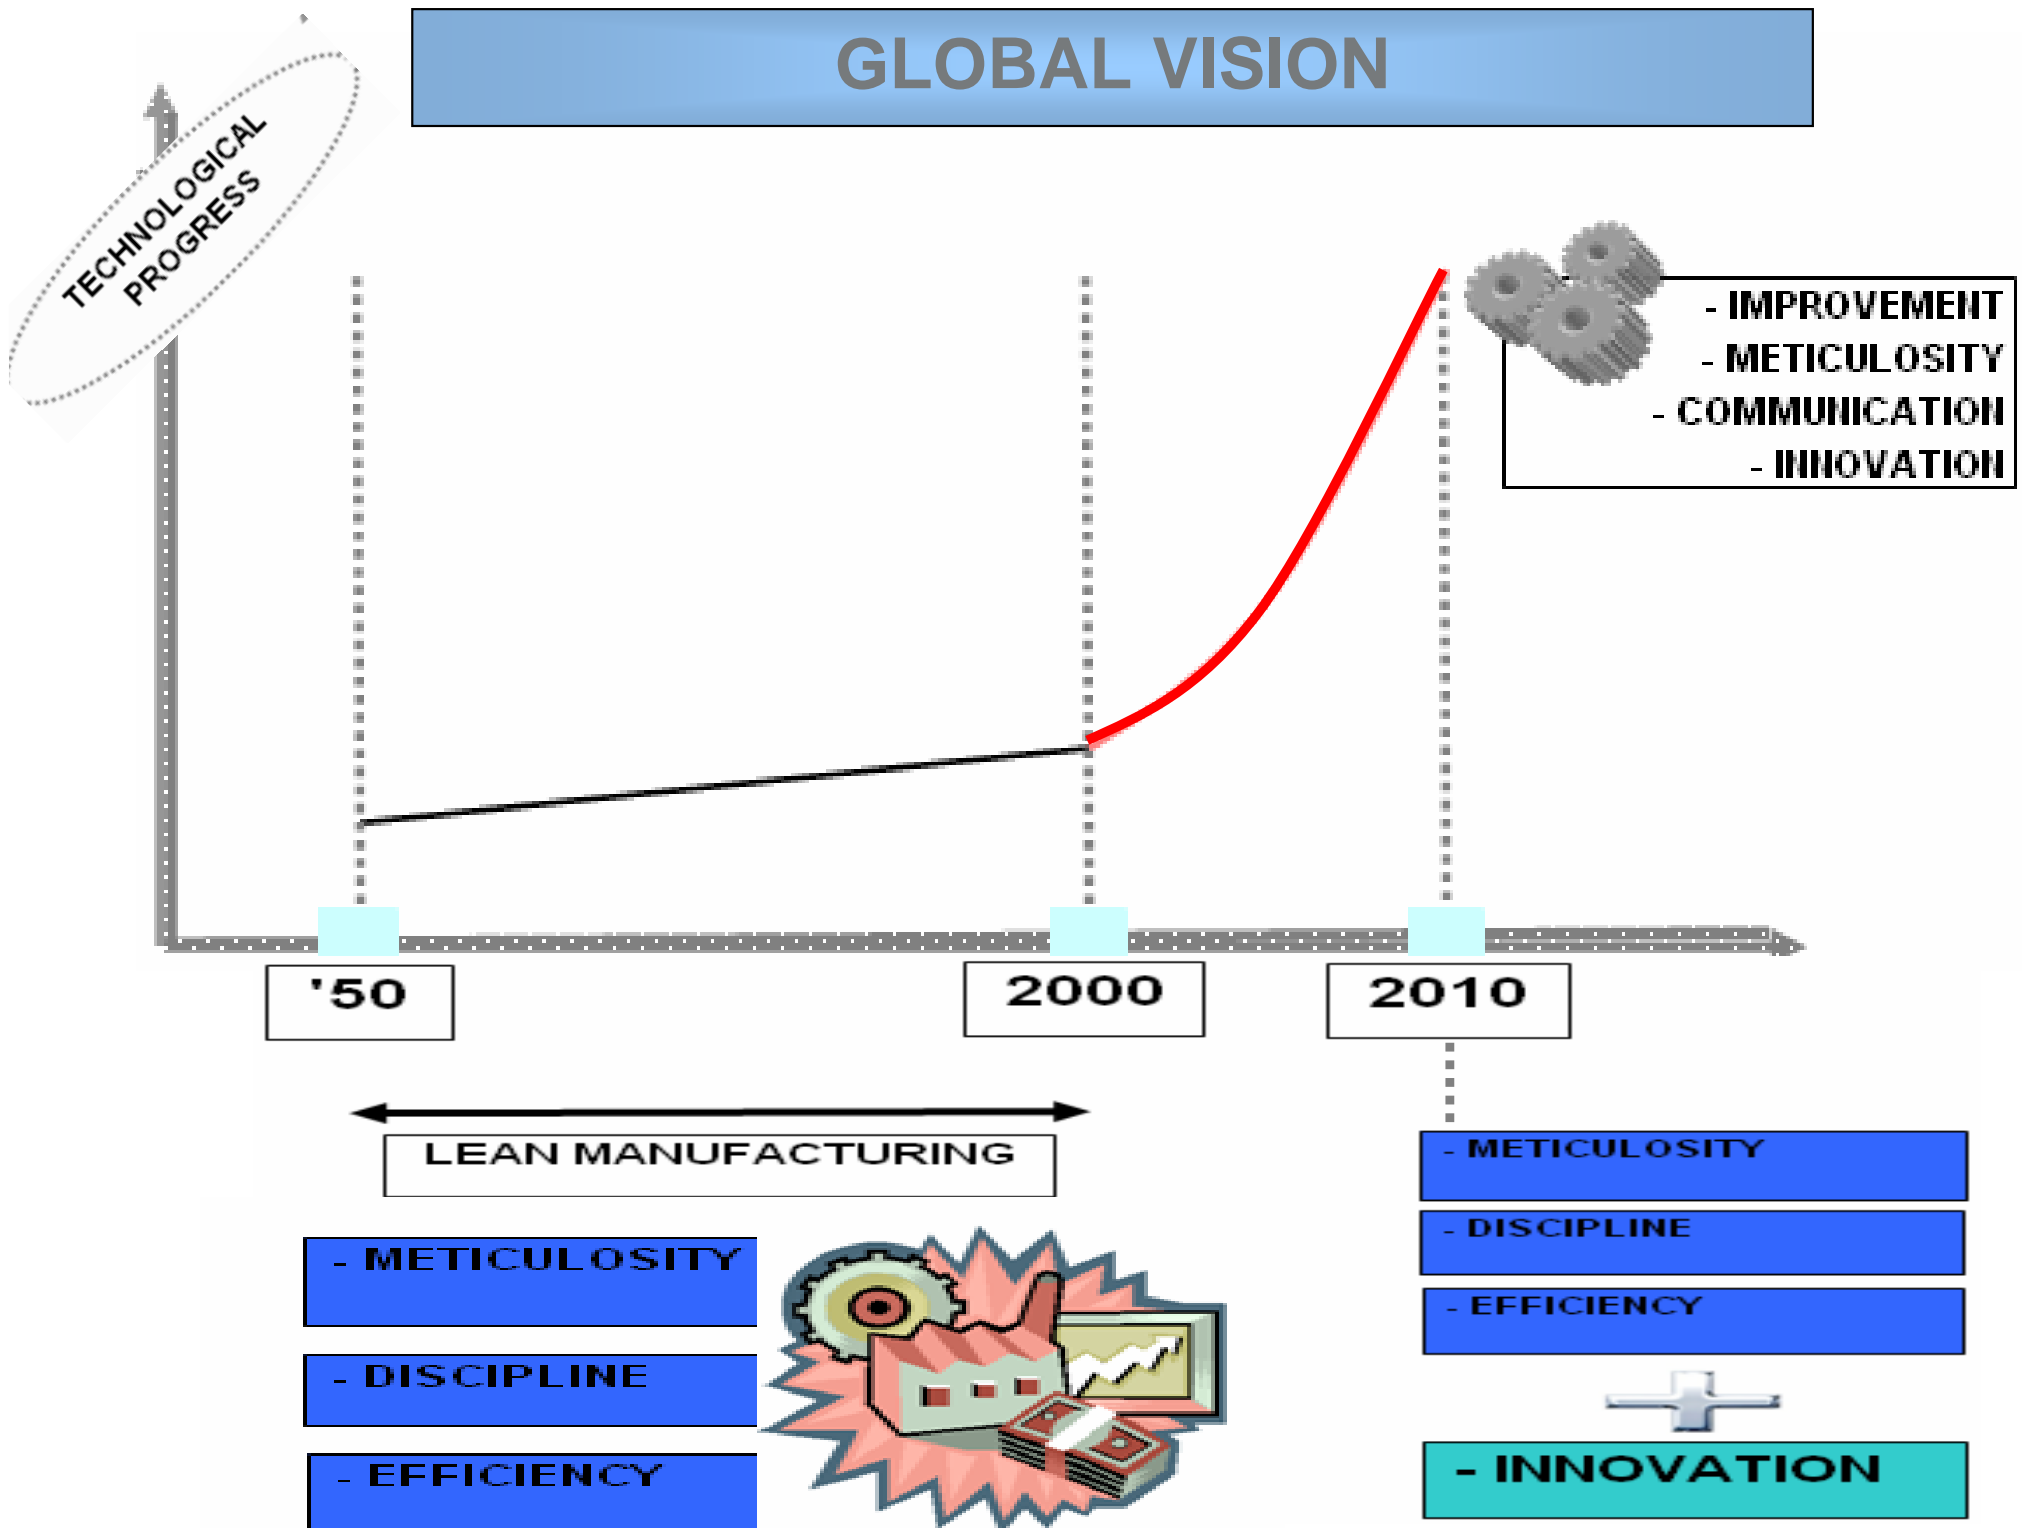 GLOBAL VISION
TECHNOLOGICAL
PROGRESS
- IMPROVEMENT
- METICULOSITY
- COMMUNICATION
- INNOVATION
'50
2000
2010
LEAN MANUFACTURING
- METICULOSITY
- DISCIPLINE
- EFFICIENCY
- METICULOSITY
- DISCIPLINE
- EFFICIENCY
- INNOVATION